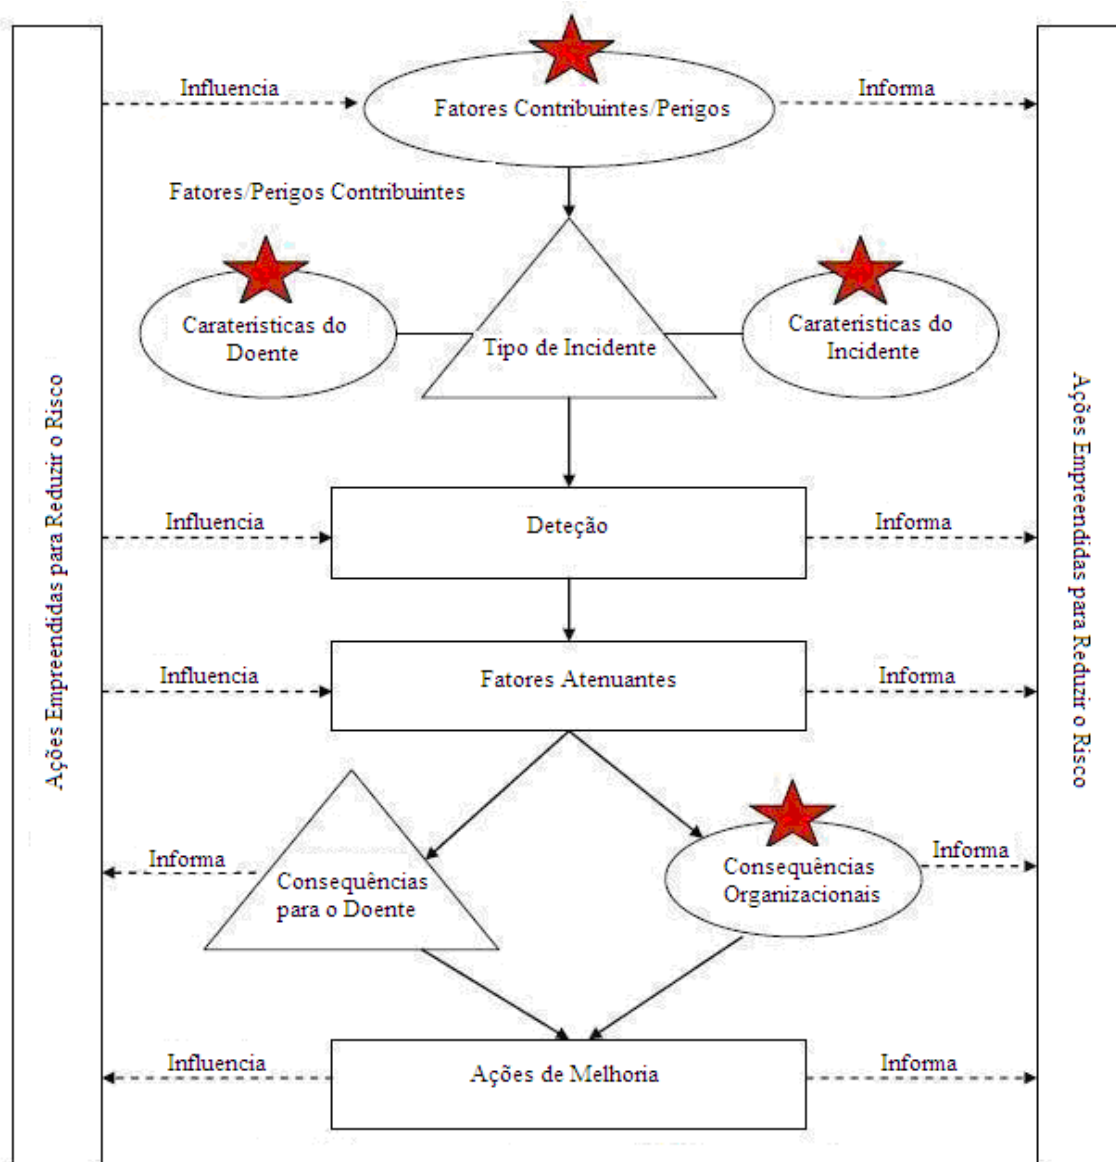 Influencia
Fatores Contribuintes/Perigos
Informa
Fatores/Perigos Contribuintes
Carateristicas do
Doente
Tipo de Incidente
Carateristicas do
Incidente
Ações Empreendidas para Reduzir o Risco
Ações Empreendidas para Reduzir o Risco
Influencia
Deteção
Informa
Influencia
Fatores Atenuantes
Informa
Informa
Consequências
para o Doente
Consequências
Organizacionais
Informa
Influencia
Ações de Melhoria
Informa